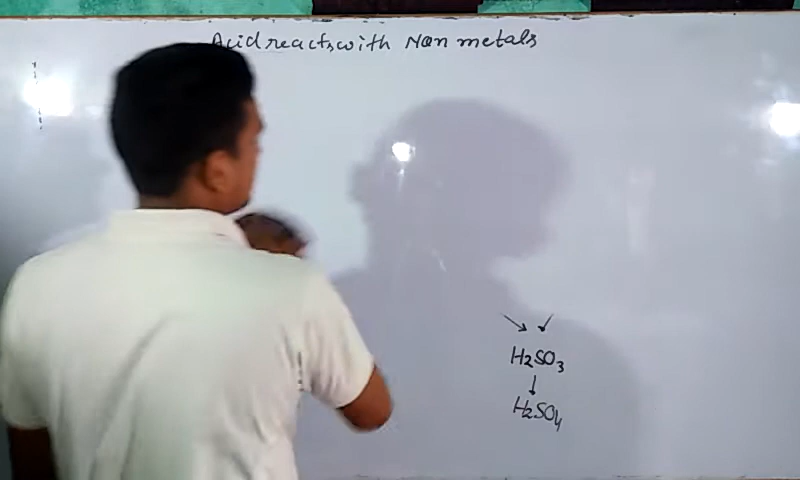 Acid reacts with Non metals
H₂SO₃
H₂SO₄